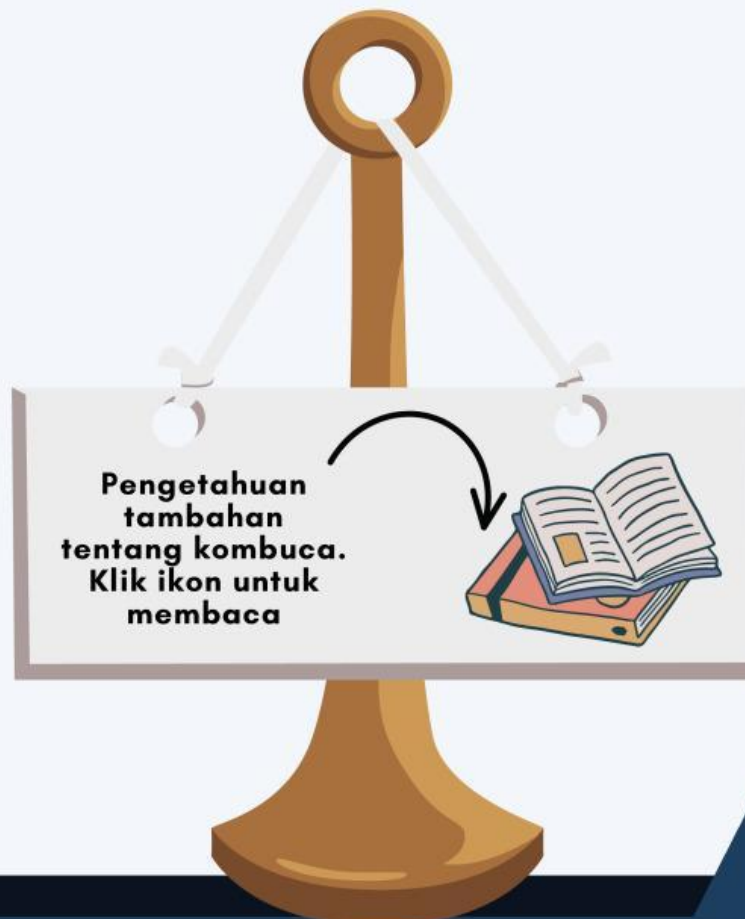 Pengetahuan
tambahan
tentang kombuca.
Klik ikon untuk
membaca